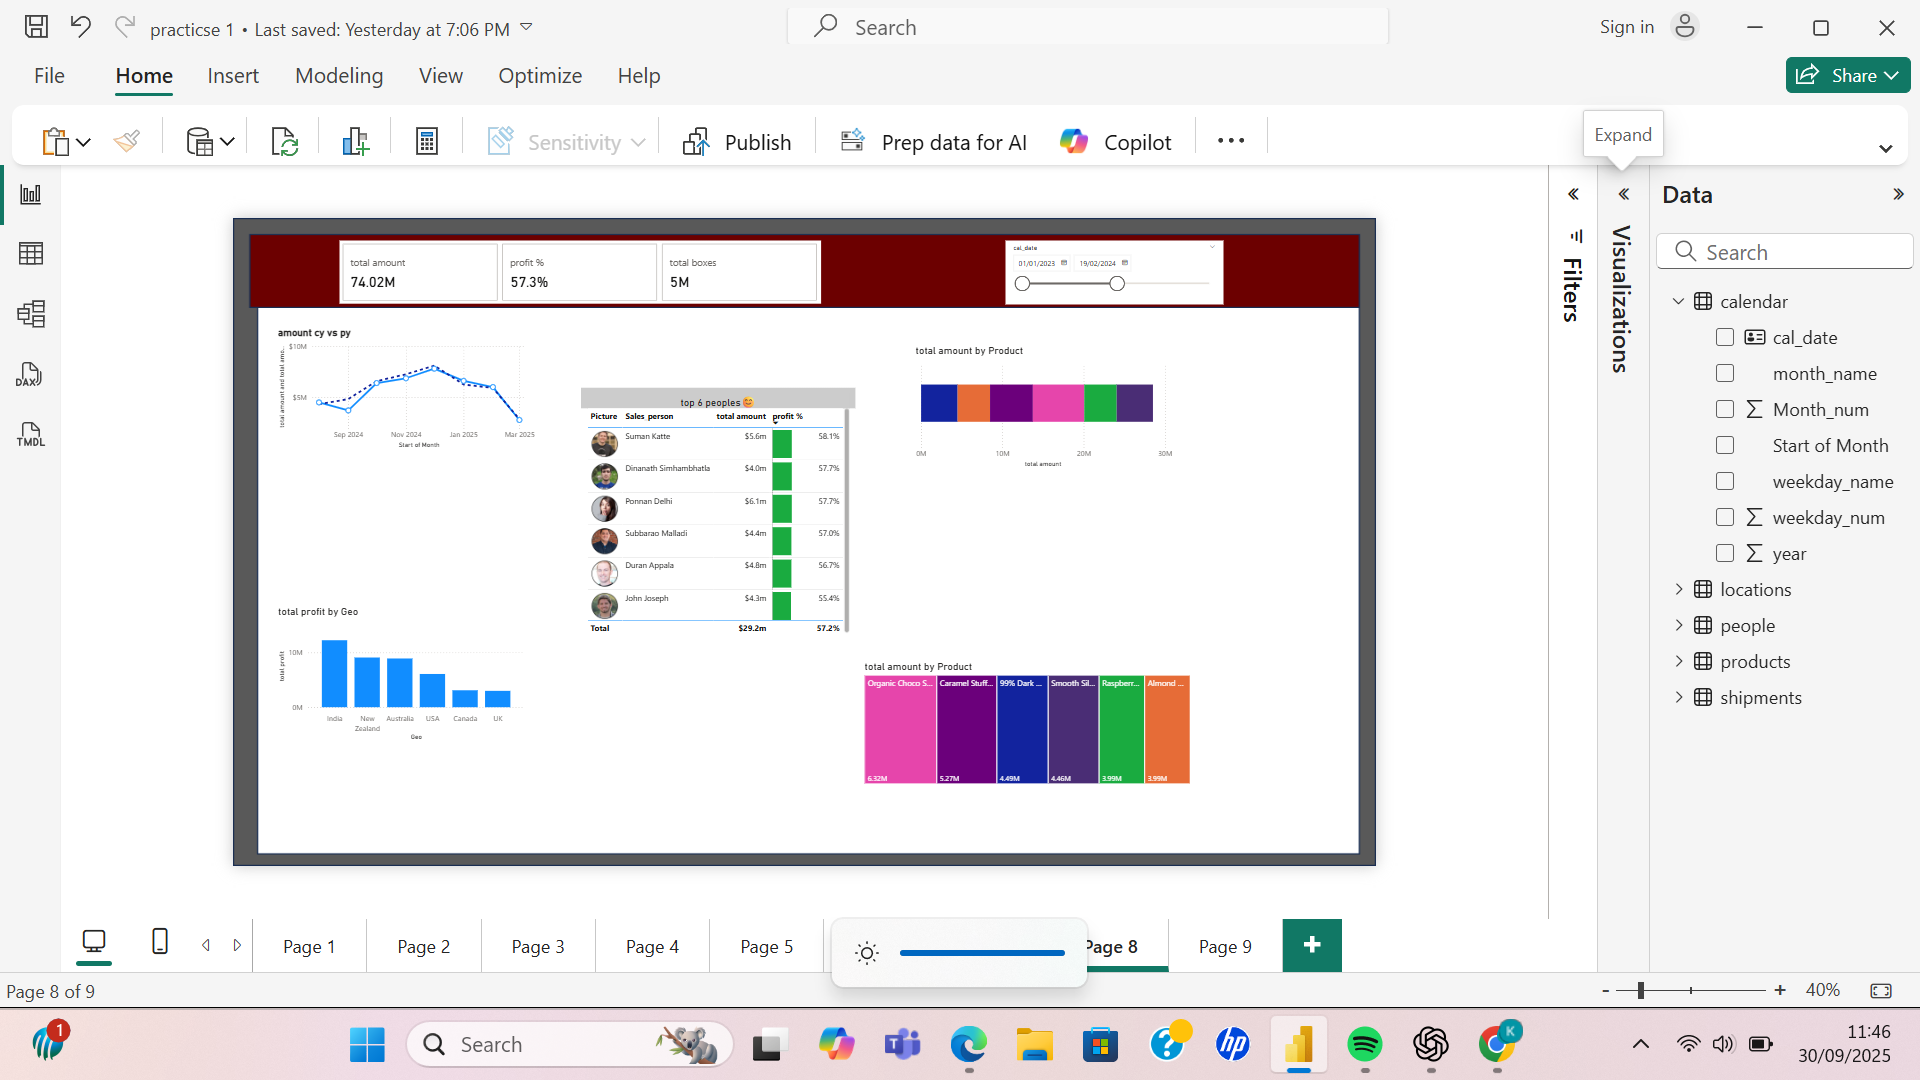 practicse 1 • Last saved: Yesterday at 7:06 PM
Search
Sign in
File
Home
Insert
Modeling
View
Optimize
Help
Share
Sensitivity
Publish
Prep data for AI
Copilot
Expand
total amount
74.02M
profit %
57.3%
total boxes
5M
cal_date
01/01/2023
19/02/2024
amount cy vs py
total amount and total amo...
$10M
$5M
Sep 2024
Nov 2024
Jan 2025
Mar 2025
Start of Month
top 6 peoples😊
Picture Sales person total amount profit %
Suman Katte $5.6m 58.1%
Dinanath Simhambhatla $4.0m 57.7%
Ponnan Delhi $6.1m 57.7%
Subbarao Malladi $4.4m 57.0%
Duran Appala $4.8m 56.7%
John Joseph $4.3m 55.4%
Total $29.2m 57.2%
total amount by Product
0M
10M
20M
30M
total amount
total profit by Geo
total profit
10M
0M
India
New Zealand
Australia
USA
Canada
UK
Geo
total amount by Product
Organic Choco S...
Caramel Stuff...
99% Dark ...
Smooth Sil...
Raspberr...
Almond ...
6.32M
5.27M
4.49M
4.46M
3.99M
3.99M
Filters
Visualizations
Data
Search
calendar
cal_date
month_name
Month_num
Start of Month
weekday_name
weekday_num
year
locations
people
products
shipments
DAX
TMDL
Page 1
Page 2
Page 3
Page 4
Page 5
Page 8
Page 9
Page 8 of 9
40%
1
Search
hp
K
11:46
30/09/2025